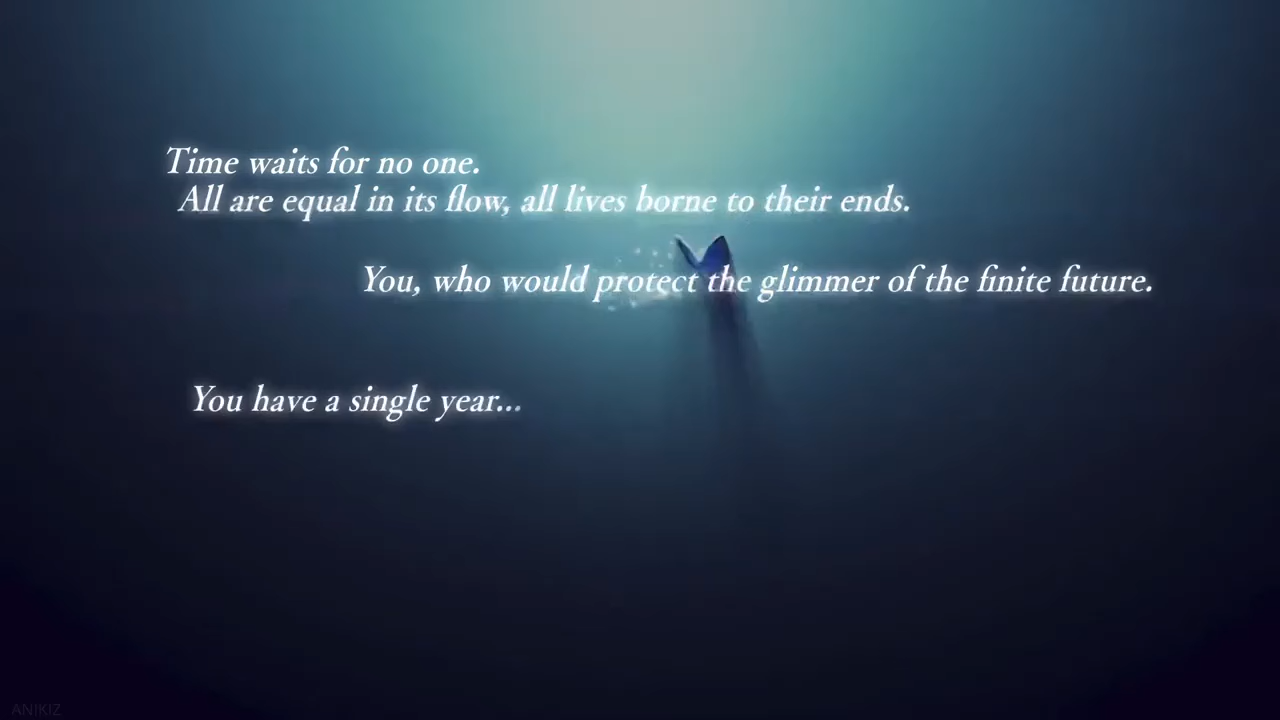 Time waits for no one.
All are equal in its flow, all lives borne to their ends.
You, who would protect the glimmer of the finite future.
You have a single year...
ANIKIZ